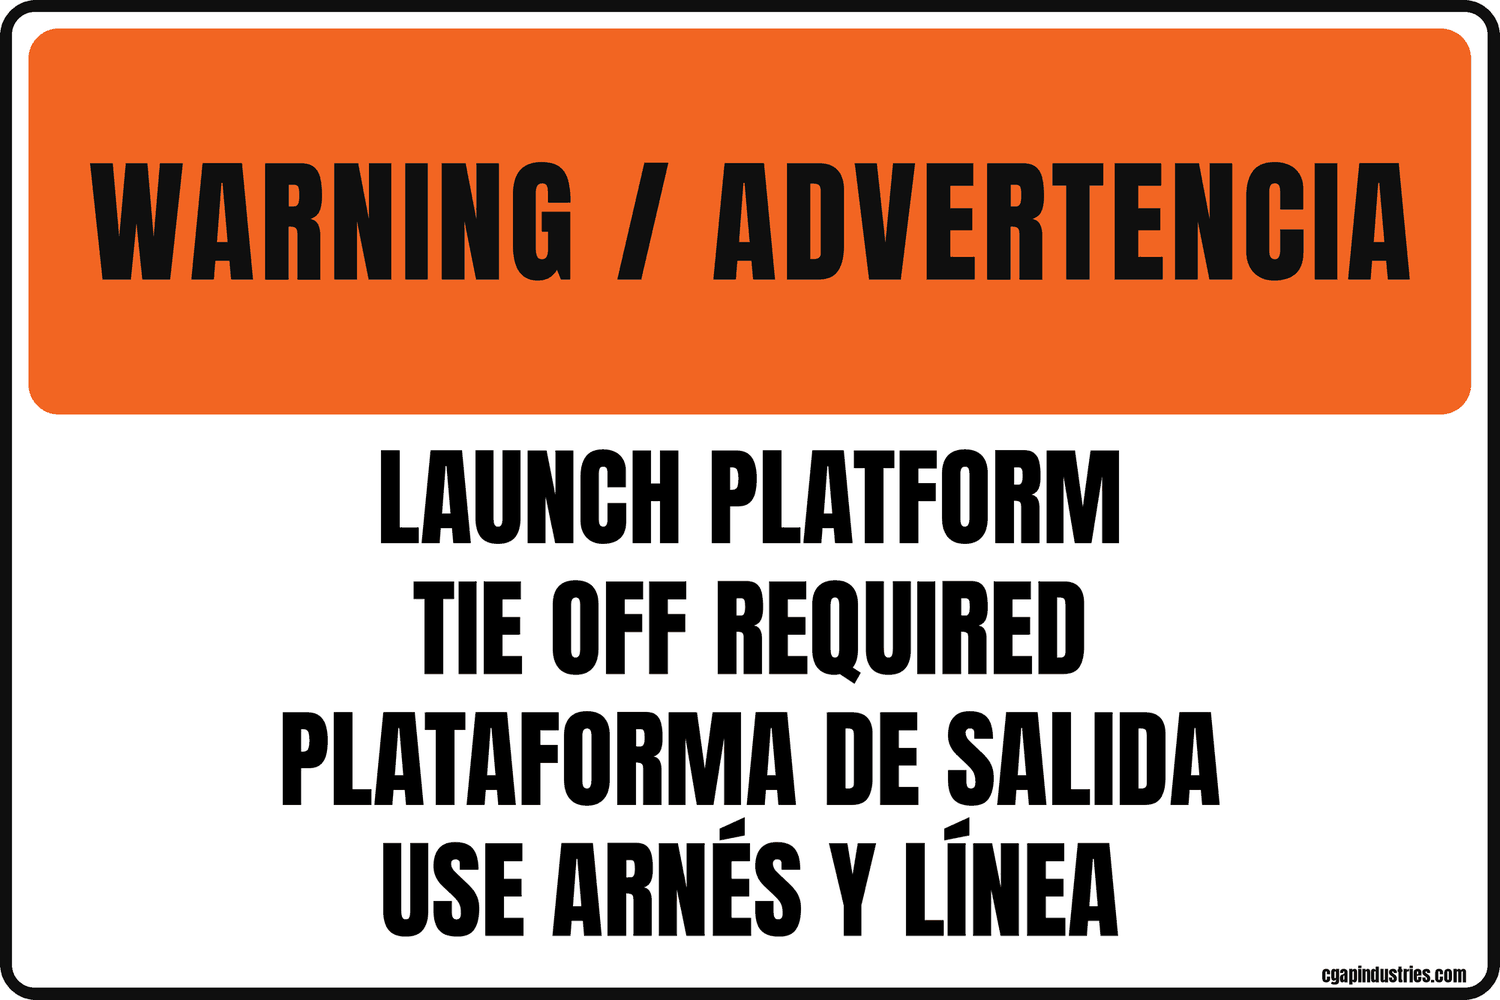 WARNING / ADVERTENCIA
LAUNCH PLATFORM
TIE OFF REQUIRED
PLATAFORMA DE SALIDA
USE ARNÉS Y LÍNEA
cgapindustries.com